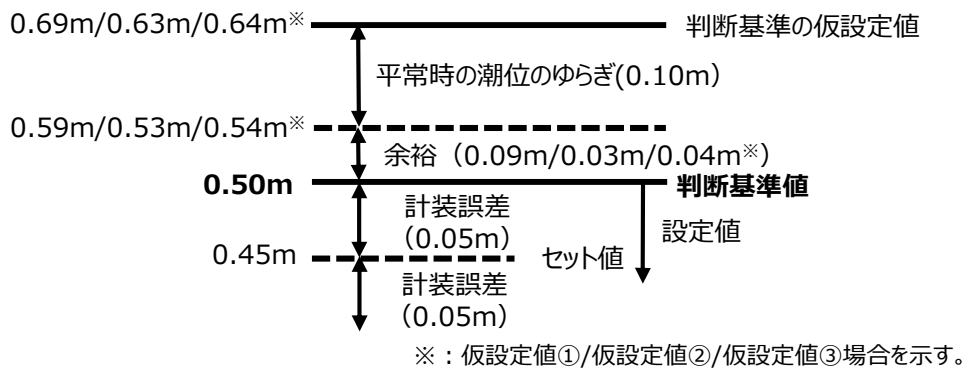 0.69m/0.63m/0.64m※
判断基準の仮設定値
平常時の潮位のゆらぎ(0.10m）
0.59m/0.53m/0.54m※
余裕（0.09m/0.03m/0.04m※）
0.50m
判断基準値
計装誤差
（0.05m）
設定値
0.45m
セット値
計装誤差
（0.05m）
※：仮設定値①/仮設定値②/仮設定値③場合を示す。